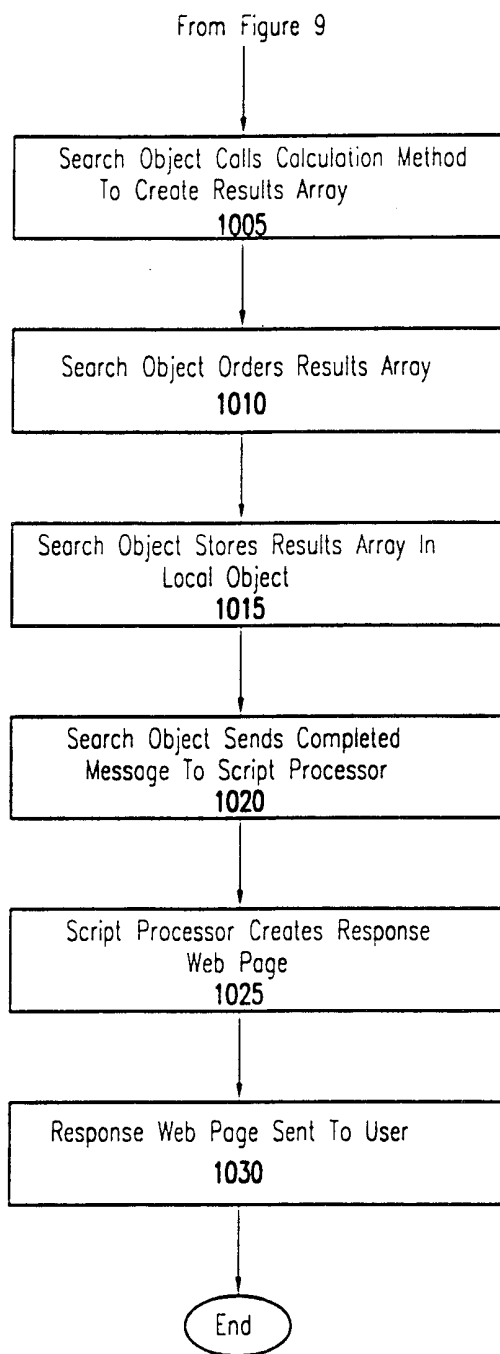 From Figure 9
Search Object Calls Calculation Method
To Create Results Array
1005
Search Object Orders Results Array
1010
Search Object Stores Results Array In
Local Object
1015
Search Object Sends Completed
Message To Script Processor
1020
Script Processor Creates Response
Web Page
1025
Response Web Page Sent To User
1030
End